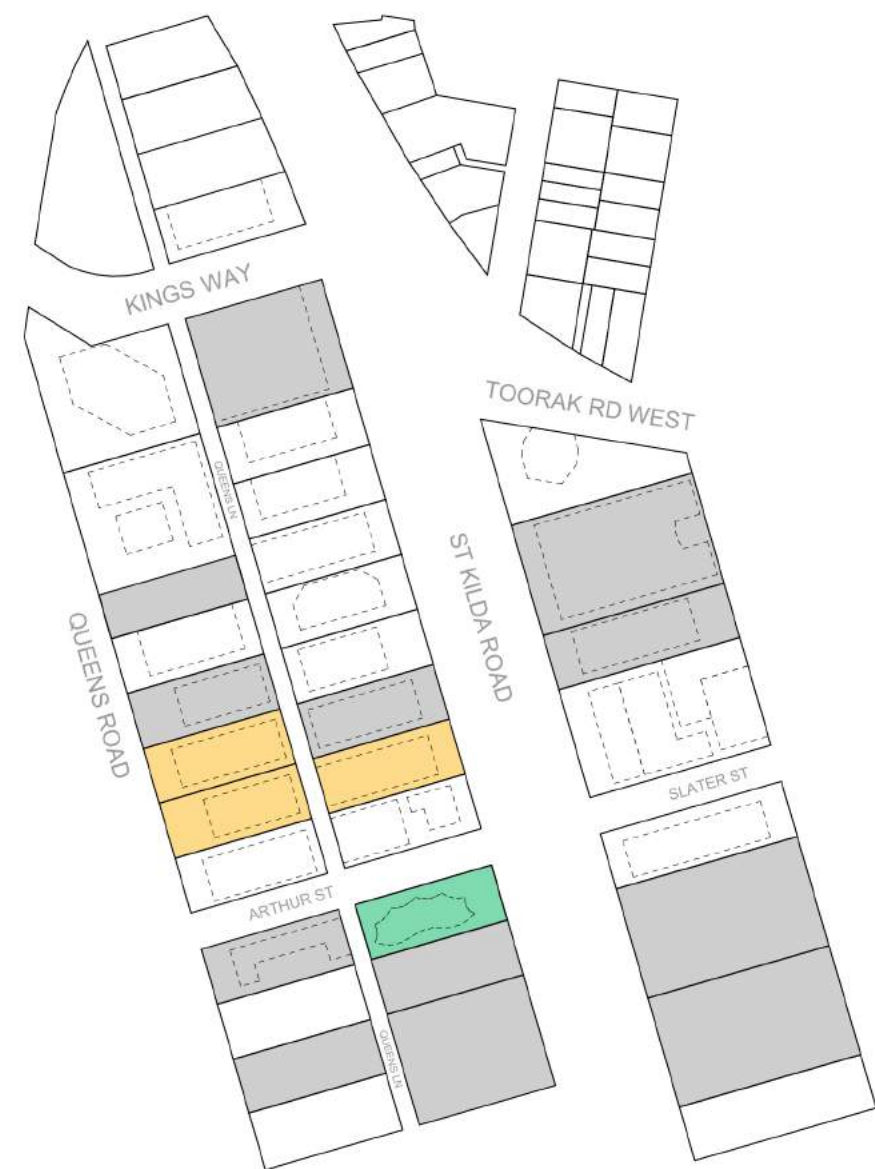 KINGS WAY
TOORAK RD WEST
QUEENS LN
ST KILDA ROAD
QUEENS ROAD
SLATER ST
ARTHUR ST
QUEENS LN